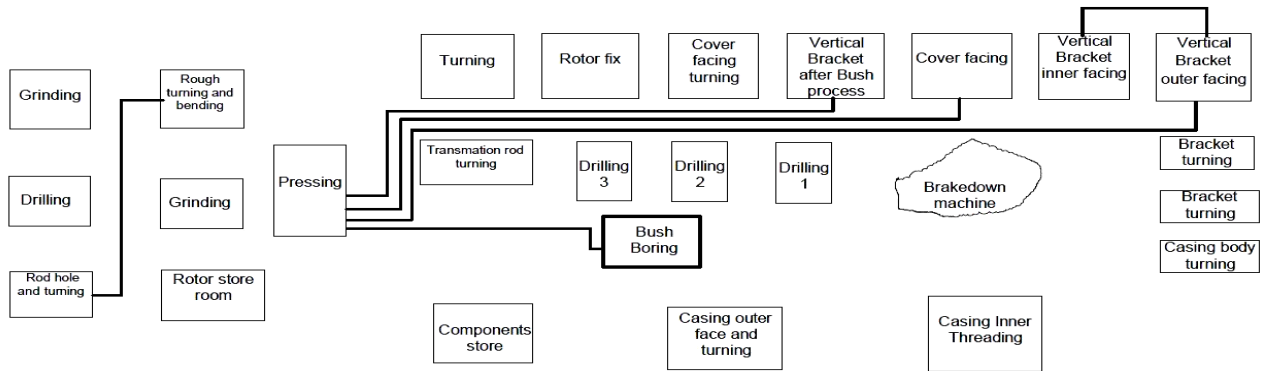 Turning
Rotor fix
Cover
facing
turning
Vertical
Bracket
after Bush
process
Cover facing
Vertical
Bracket
inner facing
Vertical
Bracket
outer facing
Grinding
Rough
turning and
bending
Pressing
Transmation rod
turning
Drilling
3
Drilling
2
Drilling
1
Brakedown
machine
Bracket
turning
Drilling
Grinding
Bracket
turning
Bush
Boring
Casing body
turning
Rod hole
and turning
Rotor store
room
Components
store
Casing outer
face and
turning
Casing Inner
Threading